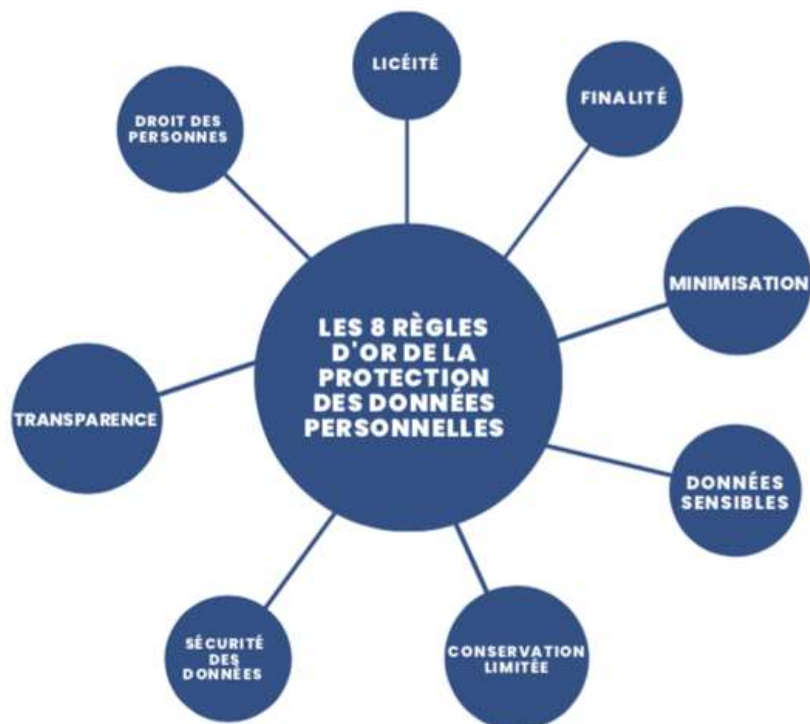 LICÉITÉ
FINALITÉ
DROIT DES
PERSONNES
MINIMISATION
LES 8 RÈGLES
D'OR DE LA
PROTECTION
DES DONNÉES
PERSONNELLES
TRANSPARENCE
DONNÉES
SENSIBLES
SÉCURITÉ
DES
DONNÉES
CONSERVATION
LIMITÉE